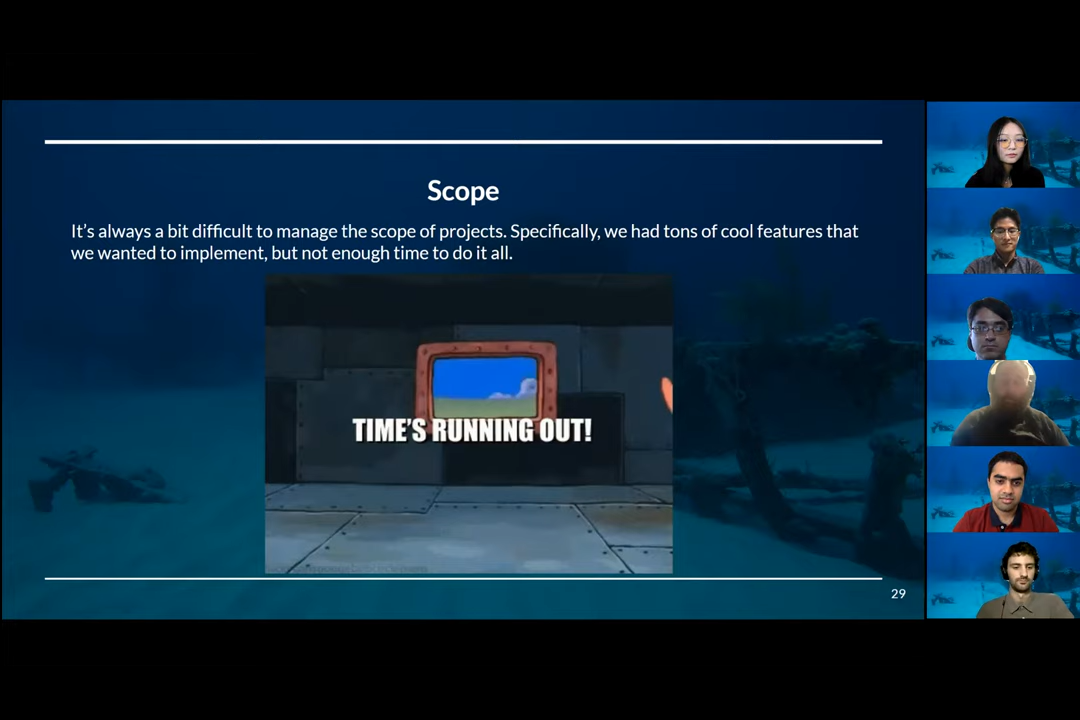 Scope
It's always a bit difficult to manage the scope of projects. Specifically, we had tons of cool features that
we wanted to implement, but not enough time to do it all.
TIME'S RUNNING OUT!
29